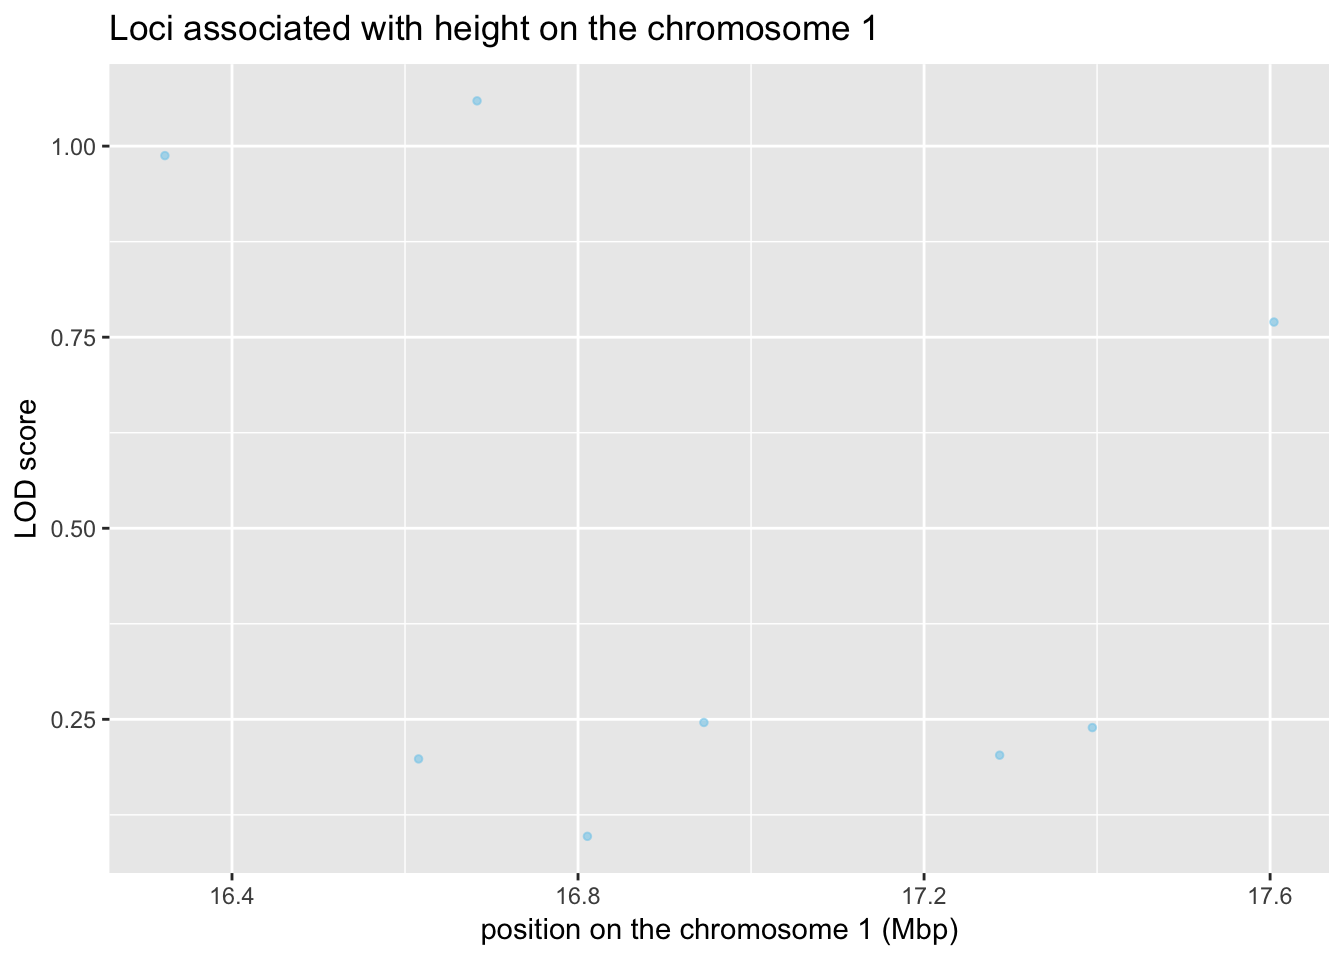 Loci associated with height on the chromosome 1
1.00
0.75
0.50
0.25
LOD score
16.4 16.8 17.2 17.6
position on the chromosome 1 (Mbp)